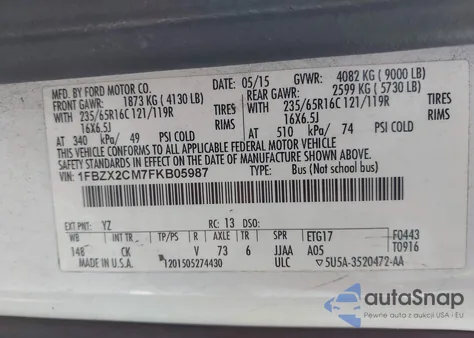 MFD. BY FORD MOTOR CO. DATE: 05/15 GVWR: 4082 KG ( 9000 LB)
FRONT GAWR: 1873 KG ( 4130 LB) REAR GAWR: 2599 KG ( 5730 LB)
WITH 235/65R16C 121/119R TIRES WITH 235/65R16C 121/119R TIRES
16X6.5J RIMS 16X6.5J RIMS
AT 340 kPa/ 49 PSI COLD AT 510 kPa/ 74 PSI COLD
THIS VEHICLE CONFORMS TO ALL APPLICABLE FEDERAL MOTOR VEHICLE
SAFETY STANDARDS IN EFFECT ON THE DATE OF MANUFACTURE SHOWN ABOVE.
VIN: 1FBZX2CM7FKB05987 TYPE: Bus (Not school bus)
EXT PNT: YZ RC: 13 DSO:
WB INT TR TP/PS R AXLE TR SPR ETG17 F0443
148 CK V 73 6 JJAA A05 T0916
MADE IN U.S.A. 1201505274430 ULC 5U5A-3520472-AA
autoSnap
Pewne auta z USA i EU